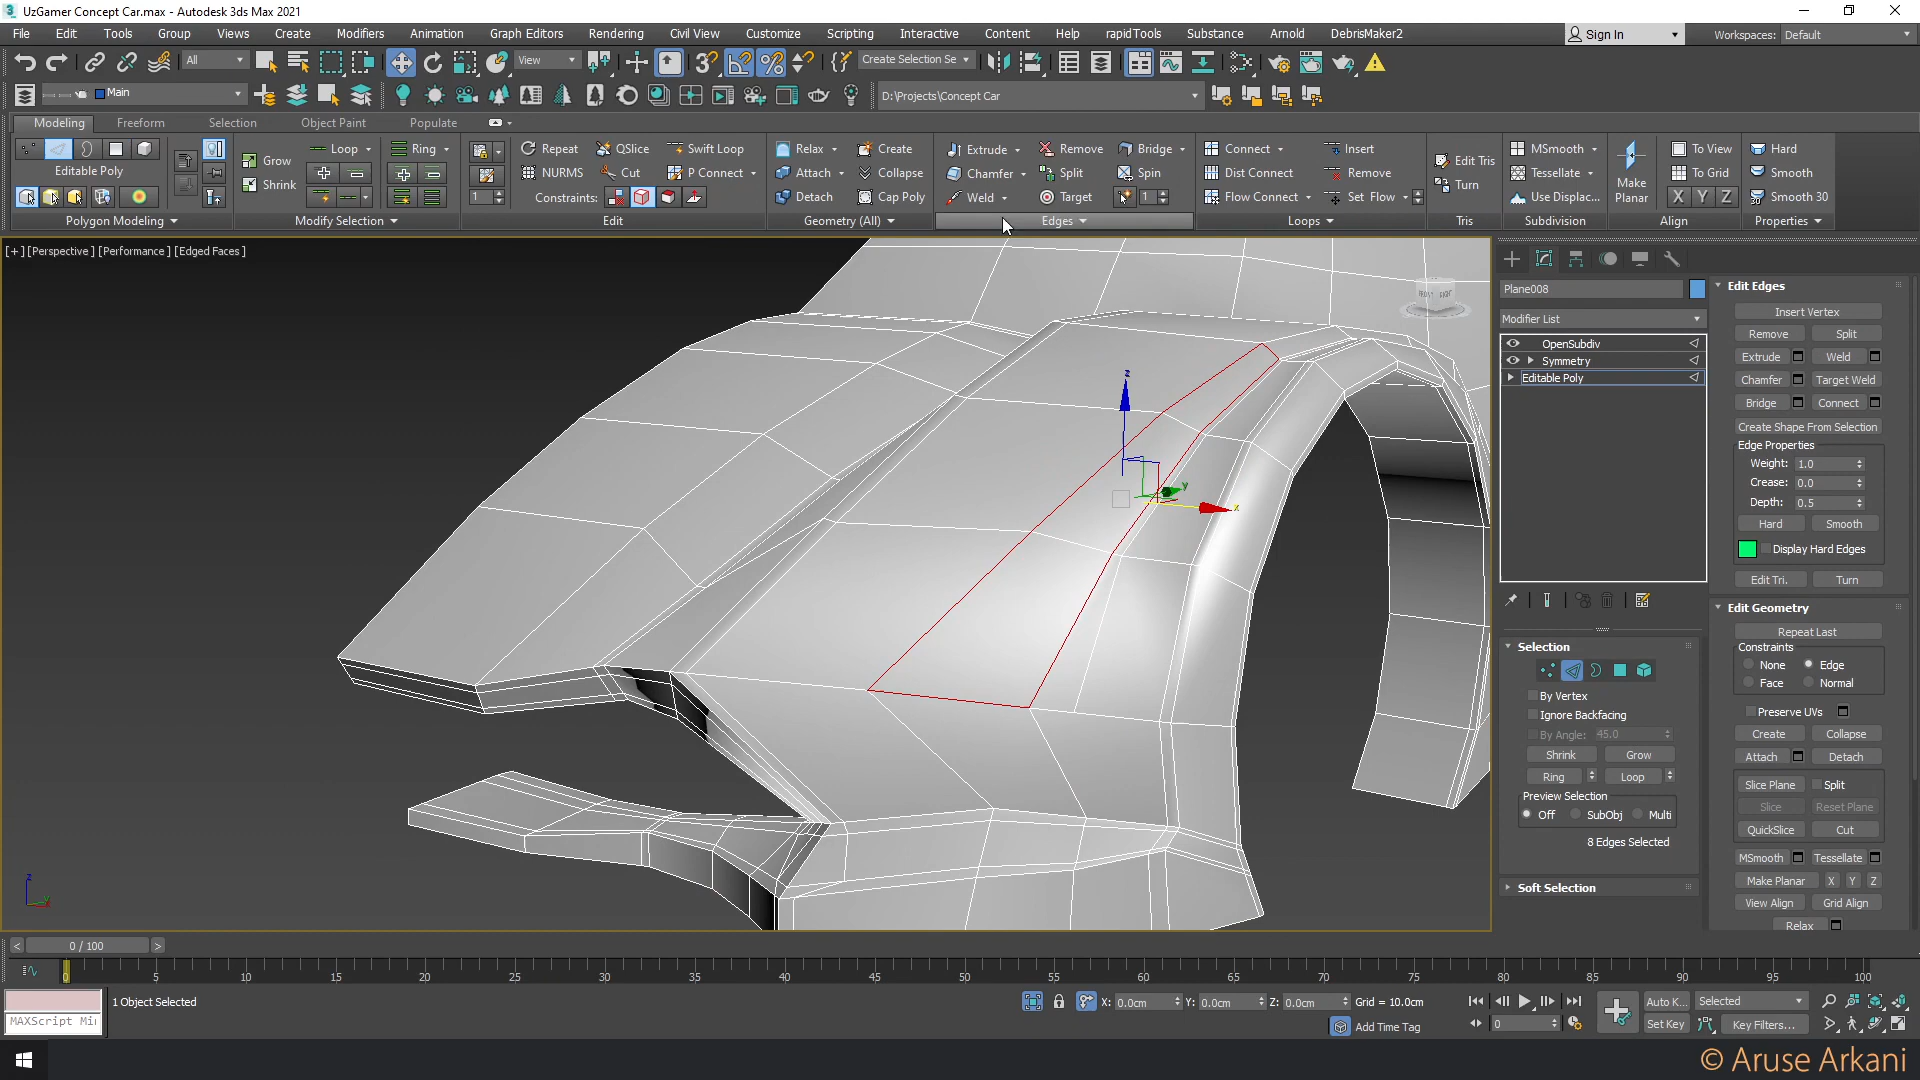 UzGamer Concept Car.max - Autodesk 3ds Max 2021
File Edit Tools Group Views Create Modifiers Animation Graph Editors Rendering Civil View Customize Scripting Interactive Content Help rapidTools Substance Arnold DebrisMaker2 Sign In Workspaces: Default
All View Create Selection Se
Main D:\Projects\Concept Car
Modeling Freeform Selection Object Paint Populate
Loop Ring Repeat QSlice Swift Loop Relax Create Extrude Remove Bridge Connect Insert MSmooth To View Hard
Grow Edit Tris
Editable Poly NURMS Cut P Connect Attach Collapse Chamfer Split Spin Dist Connect Remove Tessellate Make Planar To Grid Smooth
Shrink Turn
Constraints: Detach Cap Poly Weld Target 1 Flow Connect Set Flow Use Displac... X Y Z Smooth 30
1
Polygon Modeling Modify Selection Edit Geometry (All) Edges Loops Tris Subdivision Align Properties
[+] [Perspective] [Performance] [Edged Faces]
FRONT RIGHT
z
y
x
z
y
Plane008
Modifier List
OpenSubdiv
Symmetry
Editable Poly
Selection
By Vertex
Ignore Backfacing
By Angle: 45.0
Shrink Grow
Ring Loop
Preview Selection
Off SubObj Multi
8 Edges Selected
Soft Selection
Edit Edges
Insert Vertex
Remove Split
Extrude Weld
Chamfer Target Weld
Bridge Connect
Create Shape From Selection
Edge Properties
Weight: 1.0
Crease: 0.0
Depth: 0.5
Hard Smooth
Display Hard Edges
Edit Tri. Turn
Edit Geometry
Repeat Last
Constraints
None Edge
Face Normal
Preserve UVs
Create Collapse
Attach Detach
Slice Plane Split
Slice Reset Plane
QuickSlice Cut
MSmooth Tessellate
Make Planar X Y Z
View Align Grid Align
Relax
< 0 / 100 >
0 5 10 15 20 25 30 35 40 45 50 55 60 65 70 75 80 85 90 95 100
1 Object Selected X: 0.0cm Y: 0.0cm Z: 0.0cm Grid = 10.0cm Auto K... Selected
MAXScript Mi Add Time Tag 0 Set Key Key Filters...
© Aruse Arkani